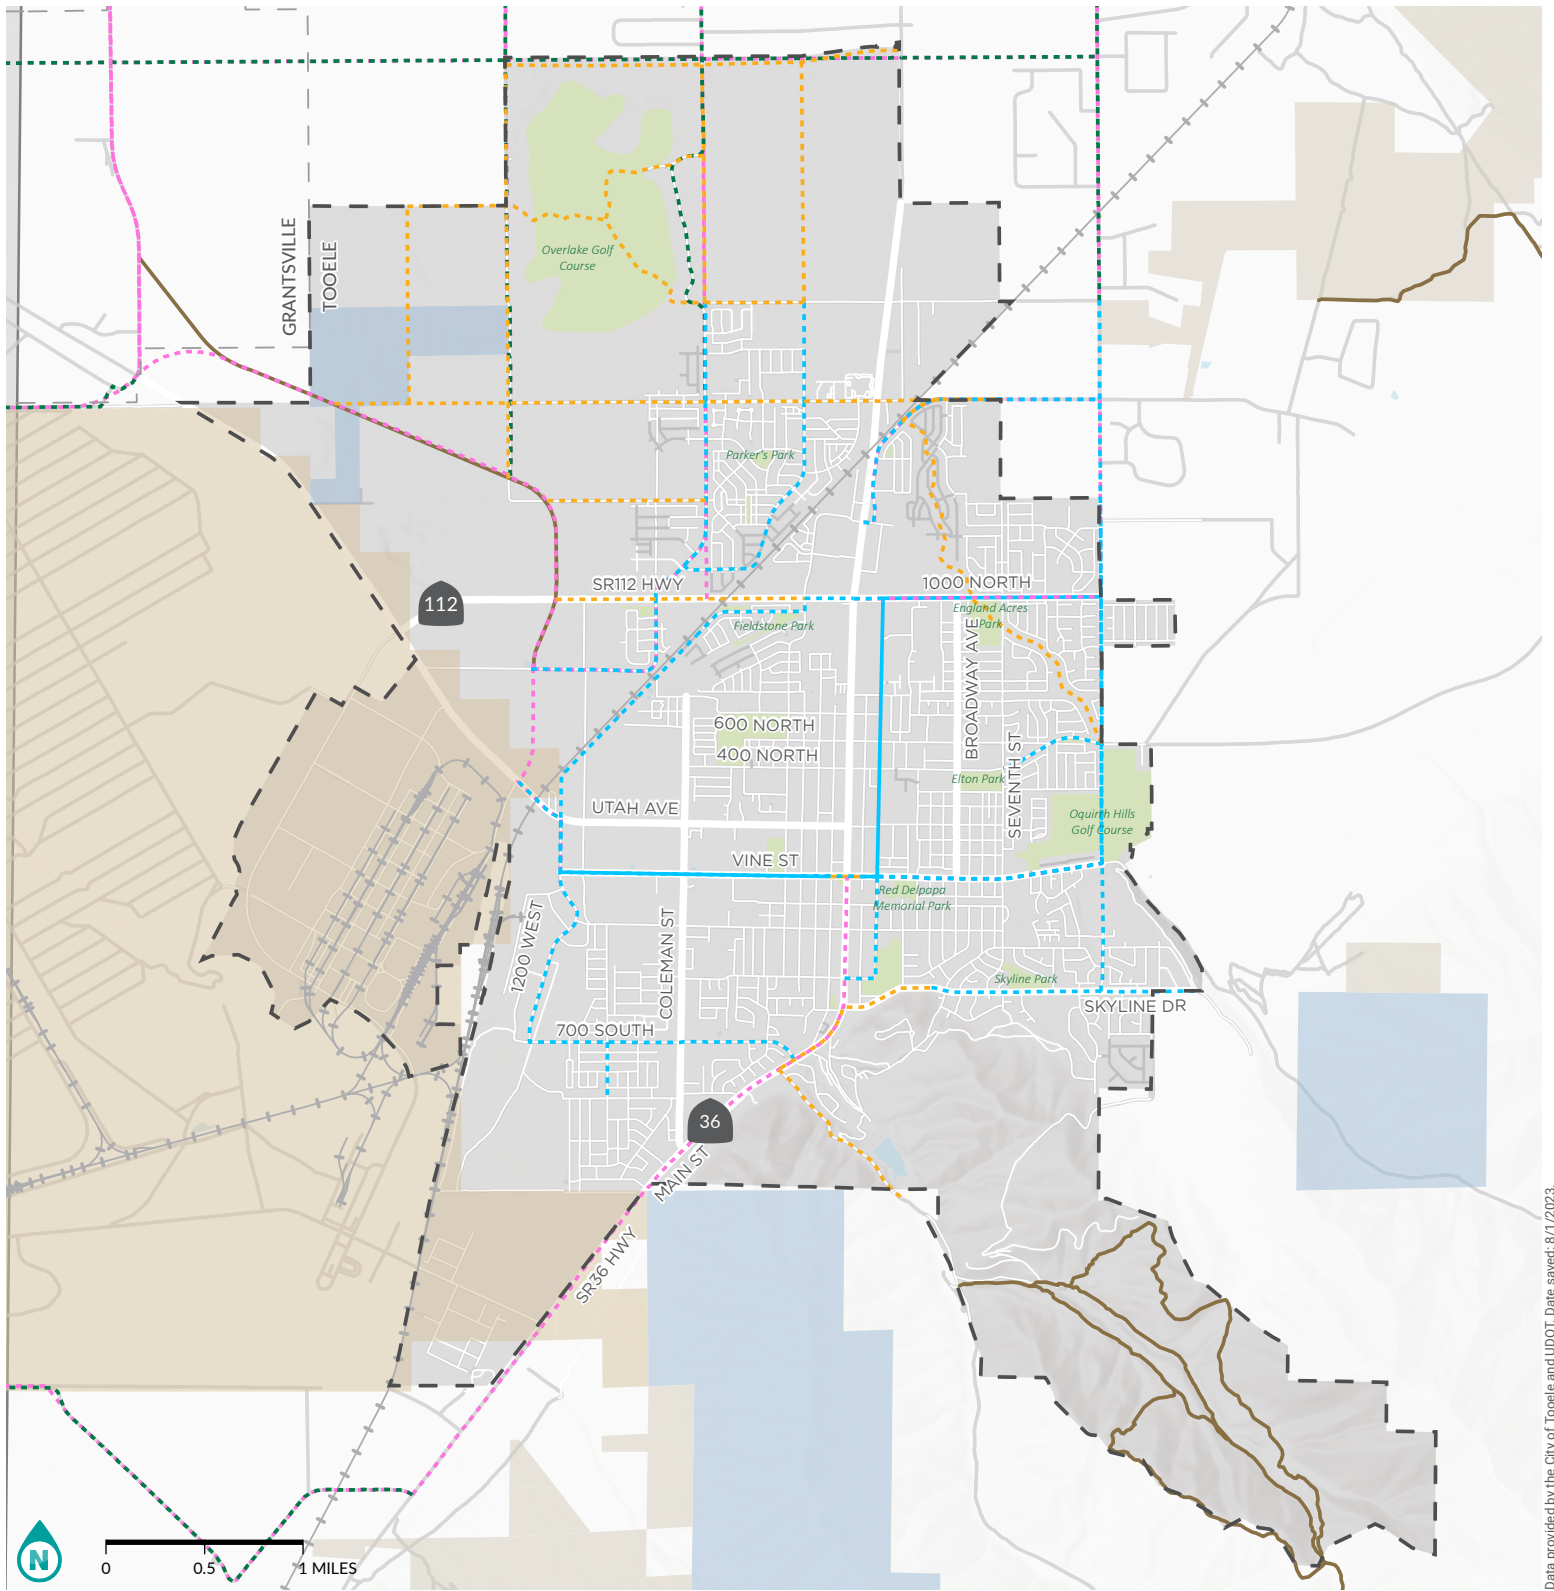 GRANTSVILLE
TOOELE
Overlake Golf
Course
Parker's Park
SR112 HWY
1000 NORTH
112
England Acres
Park
Fieldstone Park
BROADWAY AVE
600 NORTH
400 NORTH
SEVENTH ST
Elton Park
UTAH AVE
Oquirrh Hills
Golf Course
VINE ST
Red Delpapa
Memorial Park
1200 WEST
COLEMAN ST
Skyline Park
SKYLINE DR
700 SOUTH
36
MAIN ST
SR36 HWY
N
0 0.5 1 MILES
Data provided by the City of Tooele and UDOT. Date saved: 8/1/2023.